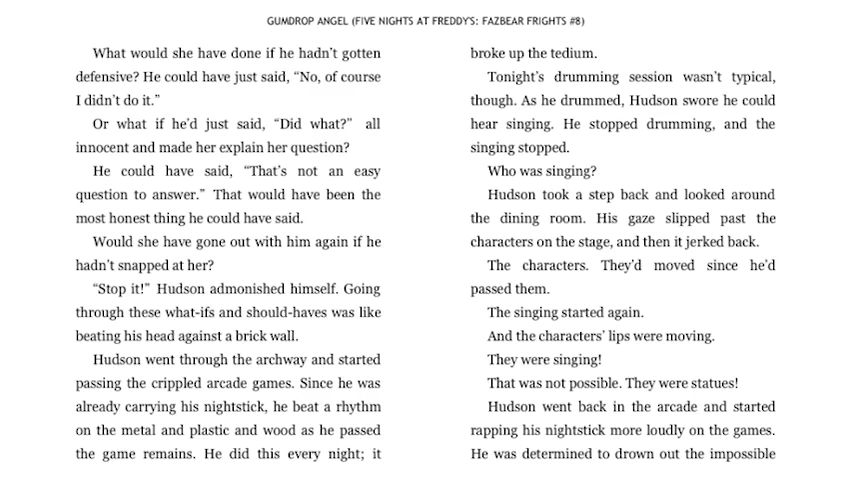 GUMDROP ANGEL (FIVE NIGHTS AT FREDDY'S: FAZBEAR FRIGHTS #8)
What would she have done if he hadn’t gotten
defensive? He could have just said, “No, of course
I didn’t do it.”
Or what if he’d just said, “Did what?” all
innocent and made her explain her question?
He could have said, “That’s not an easy
question to answer.” That would have been the
most honest thing he could have said.
Would she have gone out with him again if he
hadn’t snapped at her?
“Stop it!” Hudson admonished himself. Going
through these what-ifs and should-haves was like
beating his head against a brick wall.
Hudson went through the archway and started
passing the crippled arcade games. Since he was
already carrying his nightstick, he beat a rhythm
on the metal and plastic and wood as he passed
the game remains. He did this every night; it
broke up the tedium.
Tonight’s drumming session wasn’t typical,
though. As he drummed, Hudson swore he could
hear singing. He stopped drumming, and the
singing stopped.
Who was singing?
Hudson took a step back and looked around
the dining room. His gaze slipped past the
characters on the stage, and then it jerked back.
The characters. They’d moved since he’d
passed them.
The singing started again.
And the characters’ lips were moving.
They were singing!
That was not possible. They were statues!
Hudson went back in the arcade and started
rapping his nightstick more loudly on the games.
He was determined to drown out the impossible